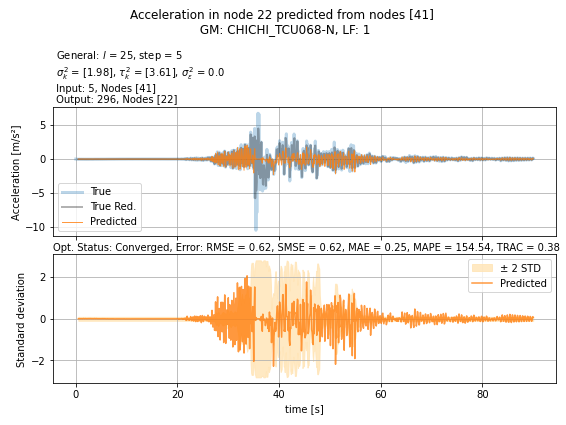 Acceleration in node 22 predicted from nodes [41]
GM: CHICHI_TCU068-N, LF: 1
General: l = 25, step = 5
σ²ₖ = [1.98], τ²ₖ = [3.61], σ²ε = 0.0
Input: 5, Nodes [41]
Output: 296, Nodes [22]
Acceleration [m/s²]
5
0
−5
−10
True
True Red.
Predicted
Opt. Status: Converged, Error: RMSE = 0.62, SMSE = 0.62, MAE = 0.25, MAPE = 154.54, TRAC = 0.38
Standard deviation
2
0
−2
± 2 STD
Predicted
0 20 40 60 80
time [s]